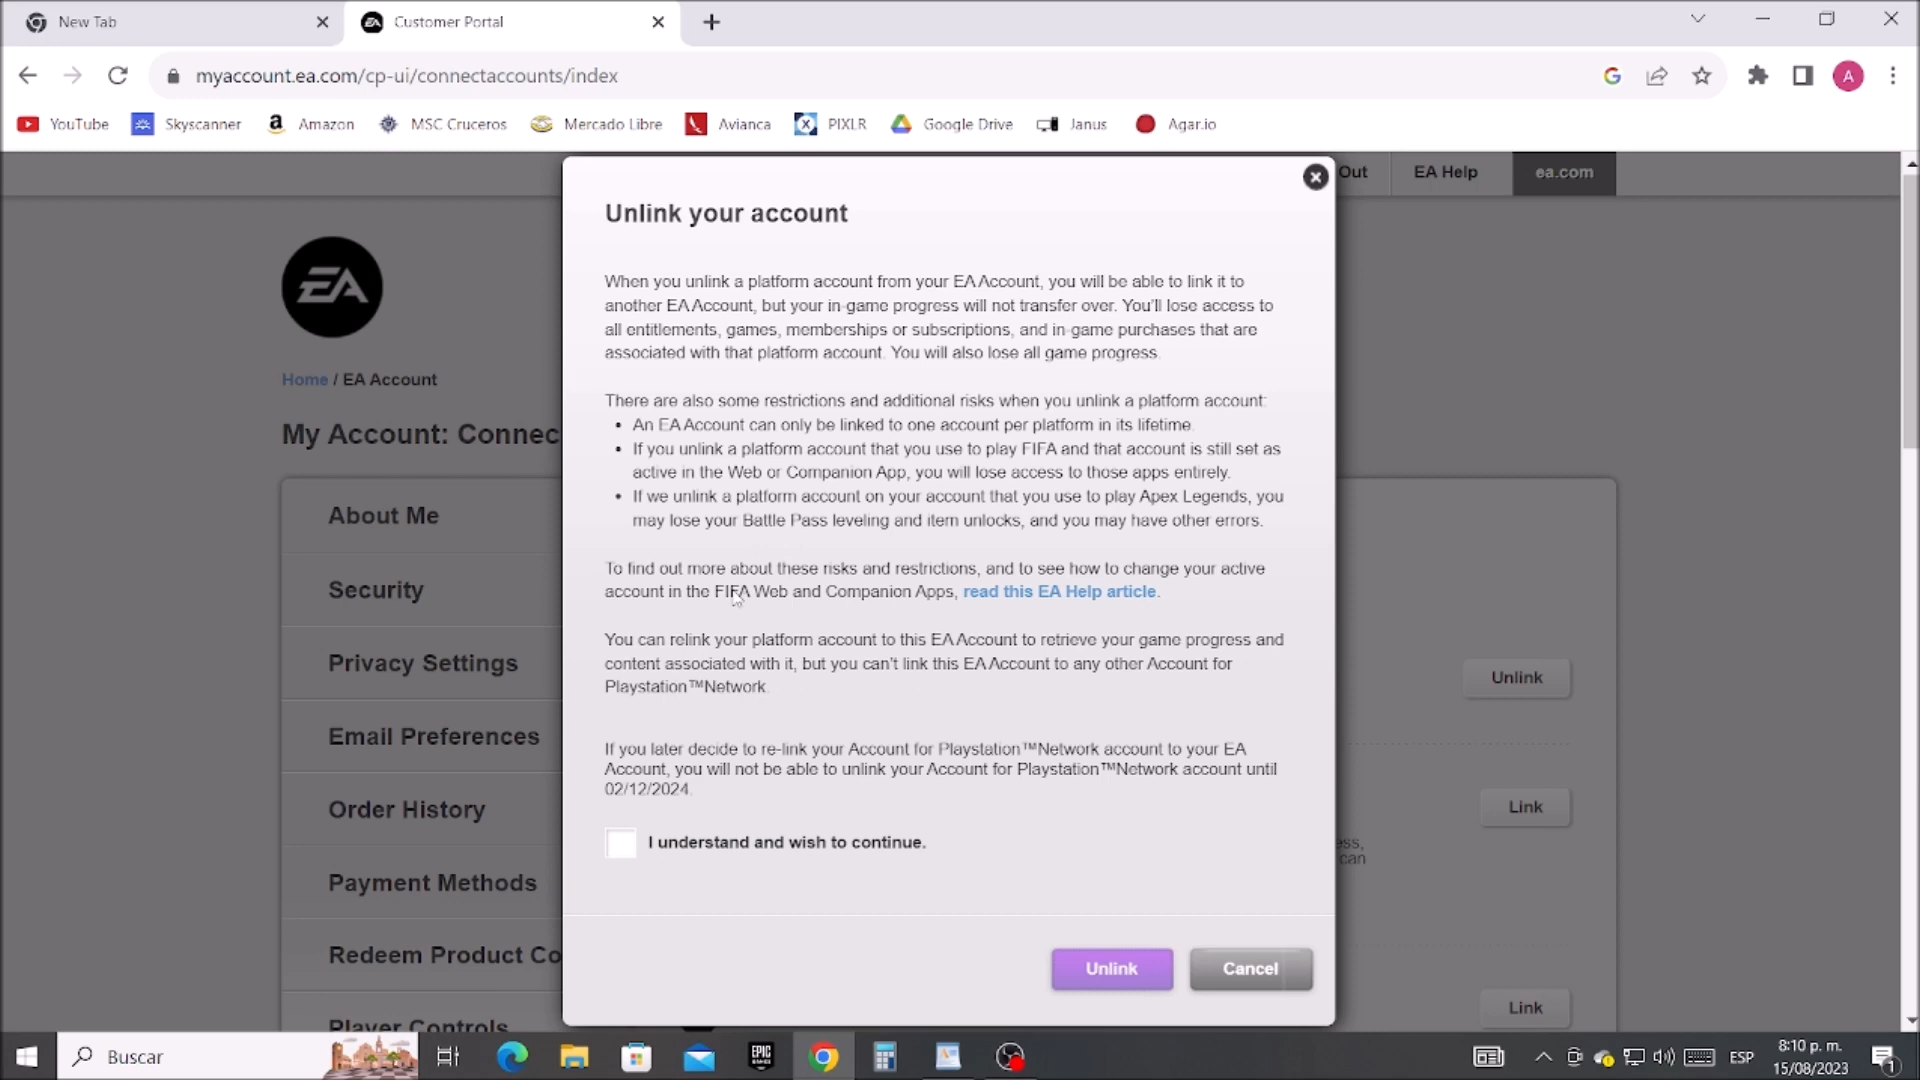 New Tab
Customer Portal
myaccount.ea.com/cp-ui/connectaccounts/index
A
YouTube Skyscanner Amazon MSC Cruceros Mercado Libre Avianca PIXLR Google Drive Janus Agar.io
Out EA Help ea.com
EA
Home / EA Account
My Account: Connec
About Me
Security
Privacy Settings
Email Preferences
Order History
Payment Methods
Redeem Product Co
Player Controls
Unlink your account
When you unlink a platform account from your EA Account, you will be able to link it to
another EA Account, but your in-game progress will not transfer over. You'll lose access to
all entitlements, games, memberships or subscriptions, and in-game purchases that are
associated with that platform account. You will also lose all game progress.
There are also some restrictions and additional risks when you unlink a platform account:
• An EA Account can only be linked to one account per platform in its lifetime.
• If you unlink a platform account that you use to play FIFA and that account is still set as
active in the Web or Companion App, you will lose access to those apps entirely.
• If we unlink a platform account on your account that you use to play Apex Legends, you
may lose your Battle Pass leveling and item unlocks, and you may have other errors.
To find out more about these risks and restrictions, and to see how to change your active
account in the FIFA Web and Companion Apps, read this EA Help article.
You can relink your platform account to this EA Account to retrieve your game progress and
content associated with it, but you can't link this EA Account to any other Account for
Playstation™Network.
If you later decide to re-link your Account for Playstation™Network account to your EA
Account, you will not be able to unlink your Account for Playstation™Network account until
02/12/2024.
I understand and wish to continue.
Unlink Cancel
Unlink
Link
ess,
can
Link
Buscar
EPIC
GAMES
ESP
8:10 p. m.
15/08/2023
1